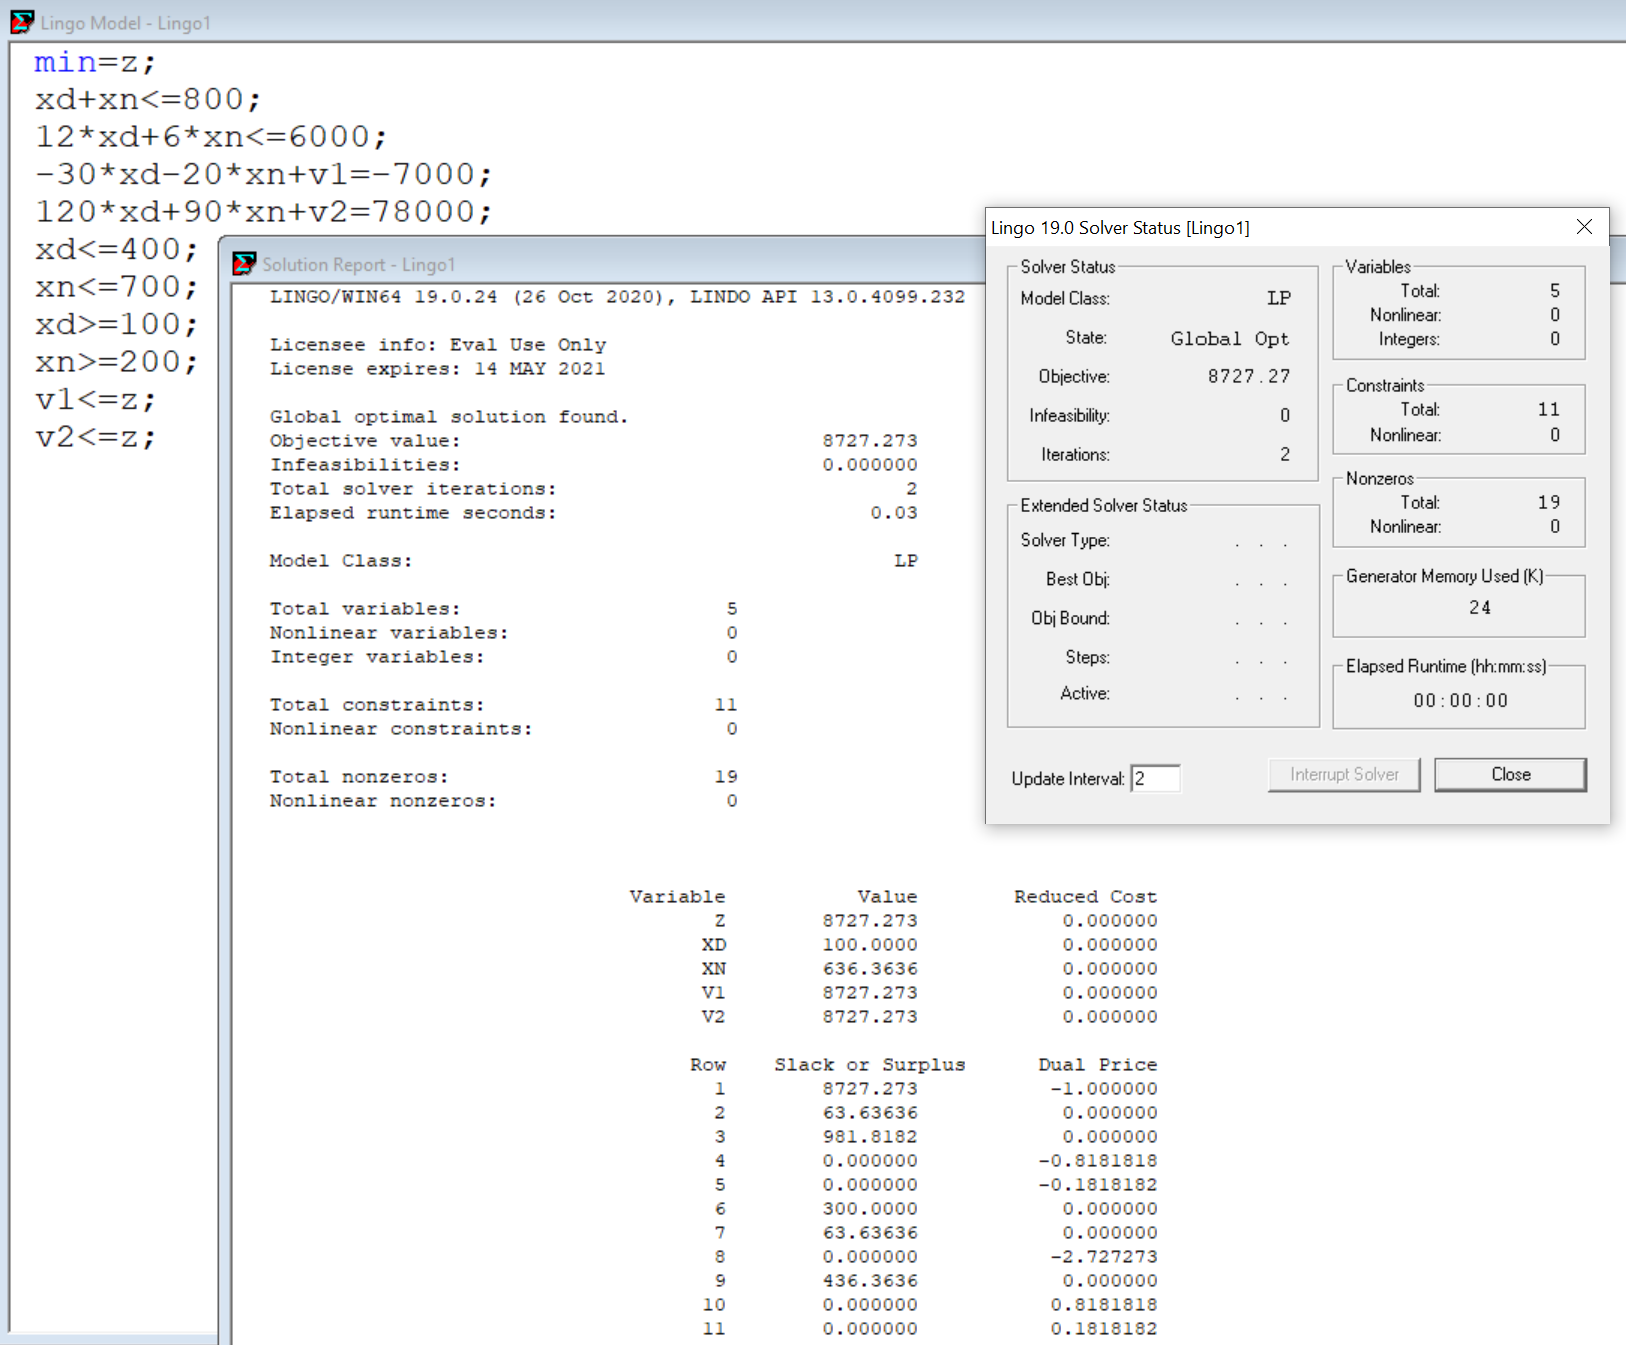 Lingo Model - Lingo1
min=z;
xd+xn<=800;
12*xd+6*xn<=6000;
-30*xd-20*xn+v1=-7000;
120*xd+90*xn+v2=78000;
xd<=400;
xn<=700;
xd>=100;
xn>=200;
v1<=z;
v2<=z;
Solution Report - Lingo1
LINGO/WIN64 19.0.24 (26 Oct 2020), LINDO API 13.0.4099.232
Licensee info: Eval Use Only
License expires: 14 MAY 2021
Global optimal solution found.
Objective value: 8727.273
Infeasibilities: 0.000000
Total solver iterations: 2
Elapsed runtime seconds: 0.03
Model Class: LP
Total variables: 5
Nonlinear variables: 0
Integer variables: 0
Total constraints: 11
Nonlinear constraints: 0
Total nonzeros: 19
Nonlinear nonzeros: 0
Variable Value Reduced Cost
Z 8727.273 0.000000
XD 100.0000 0.000000
XN 636.3636 0.000000
V1 8727.273 0.000000
V2 8727.273 0.000000
Row Slack or Surplus Dual Price
1 8727.273 -1.000000
2 63.63636 0.000000
3 981.8182 0.000000
4 0.000000 -0.8181818
5 0.000000 -0.1818182
6 300.0000 0.000000
7 63.63636 0.000000
8 0.000000 -2.727273
9 436.3636 0.000000
10 0.000000 0.8181818
11 0.000000 0.1818182
Lingo 19.0 Solver Status [Lingo1]
Solver Status
Model Class: LP
State: Global Opt
Objective: 8727.27
Infeasibility: 0
Iterations: 2
Extended Solver Status
Solver Type: . . .
Best Obj: . . .
Obj Bound: . . .
Steps: . . .
Active: . . .
Variables
Total: 5
Nonlinear: 0
Integers: 0
Constraints
Total: 11
Nonlinear: 0
Nonzeros
Total: 19
Nonlinear: 0
Generator Memory Used (K)
24
Elapsed Runtime (hh:mm:ss)
00:00:00
Update Interval: 2
Interrupt Solver
Close